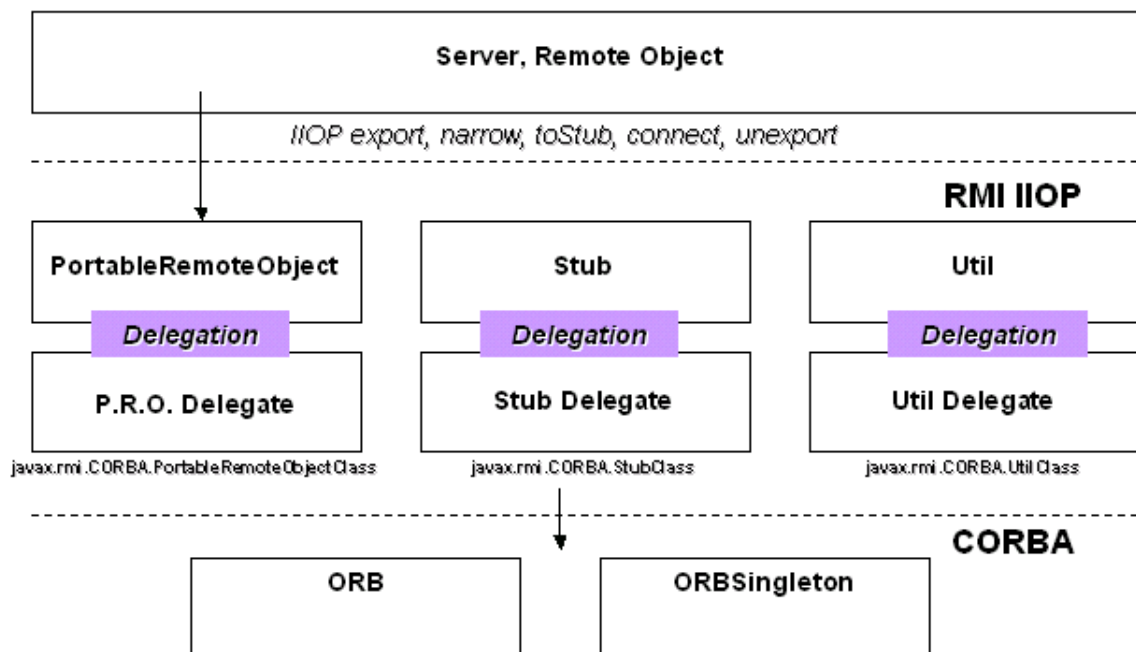 Server, Remote Object
IIOP export, narrow, toStub, connect, unexport
RMI IIOP
PortableRemoteObject
Stub
Util
Delegation
Delegation
Delegation
P.R.O. Delegate
Stub Delegate
Util Delegate
javax.rmi.CORBA.PortableRemoteObjectClass
javax.rmi.CORBA.StubClass
javax.rmi.CORBA.UtilClass
CORBA
ORB
ORBSingleton